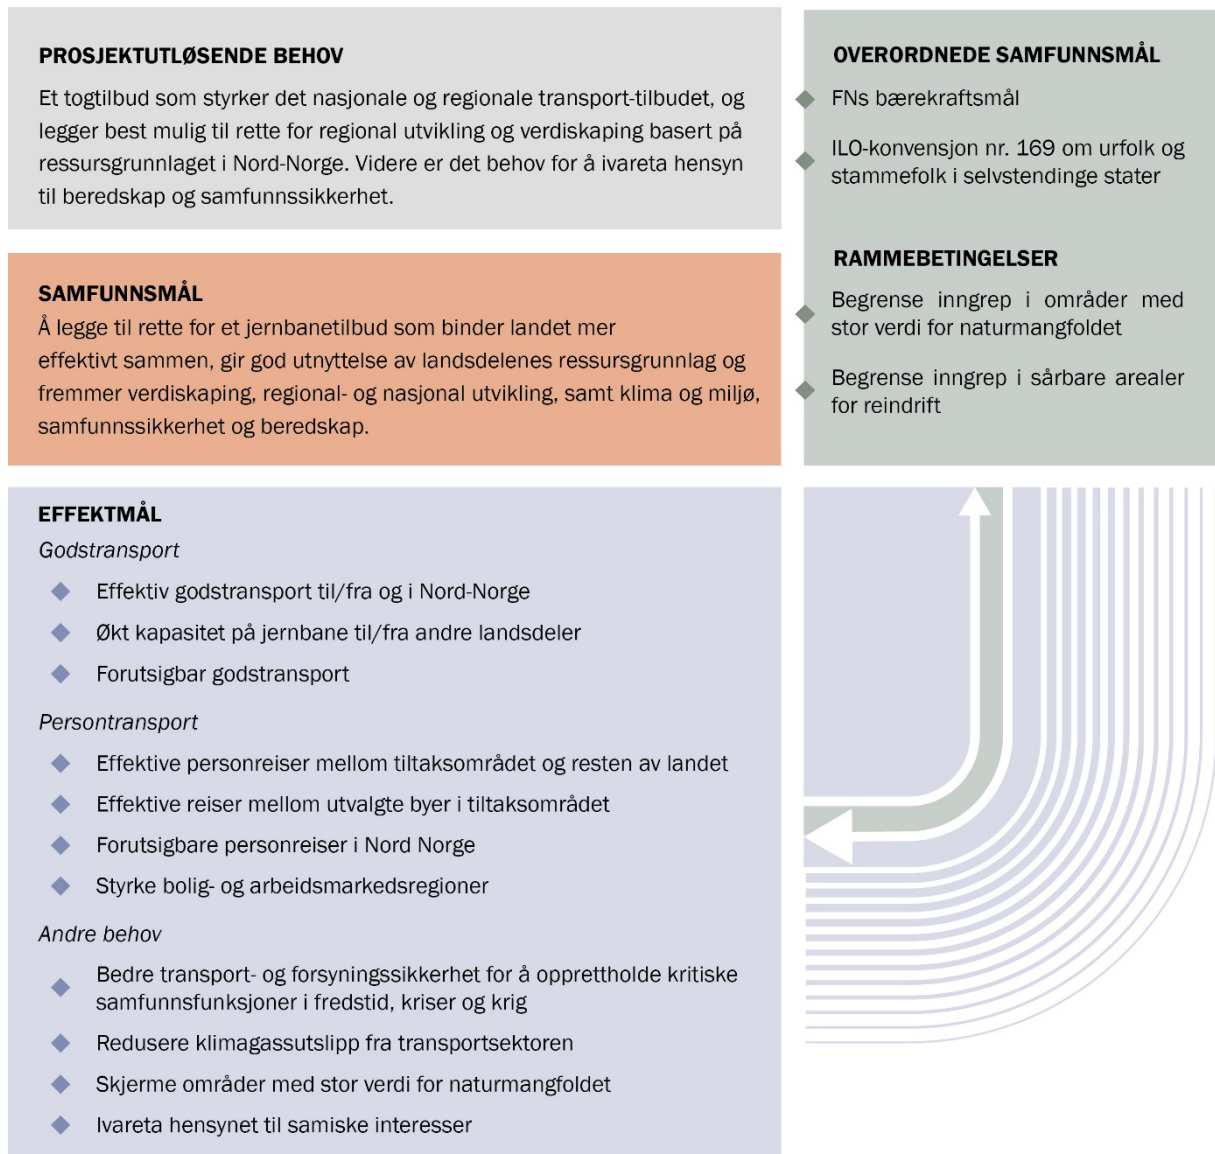 PROSJEKTUTLØSENDE BEHOV
Et togtilbud som styrker det nasjonale og regionale transport-tilbudet, og
legger best mulig til rette for regional utvikling og verdiskaping basert på
ressursgrunnlaget i Nord-Norge. Videre er det behov for å ivareta hensyn
til beredskap og samfunnssikkerhet.
SAMFUNNSMÅL
Å legge til rette for et jernbanetilbud som binder landet mer
effektivt sammen, gir god utnyttelse av landsdelenes ressursgrunnlag og
fremmer verdiskaping, regional- og nasjonal utvikling, samt klima og miljø,
samfunnssikkerhet og beredskap.
OVERORDNEDE SAMFUNNSMÅL
FNs bærekraftsmål
ILO-konvensjon nr. 169 om urfolk og
stammefolk i selvstendinge stater
RAMMEBETINGELSER
Begrense inngrep i områder med
stor verdi for naturmangfoldet
Begrense inngrep i sårbare arealer
for reindrift
EFFEKTMÅL
Godstransport
Effektiv godstransport til/fra og i Nord-Norge
Økt kapasitet på jernbane til/fra andre landsdeler
Forutsigbar godstransport
Persontransport
Effektive personreiser mellom tiltaksområdet og resten av landet
Effektive reiser mellom utvalgte byer i tiltaksområdet
Forutsigbare personreiser i Nord Norge
Styrke bolig- og arbeidsmarkedsregioner
Andre behov
Bedre transport- og forsyningssikkerhet for å opprettholde kritiske
samfunnsfunksjoner i fredstid, kriser og krig
Redusere klimagassutslipp fra transportsektoren
Skjerme områder med stor verdi for naturmangfoldet
Ivareta hensynet til samiske interesser